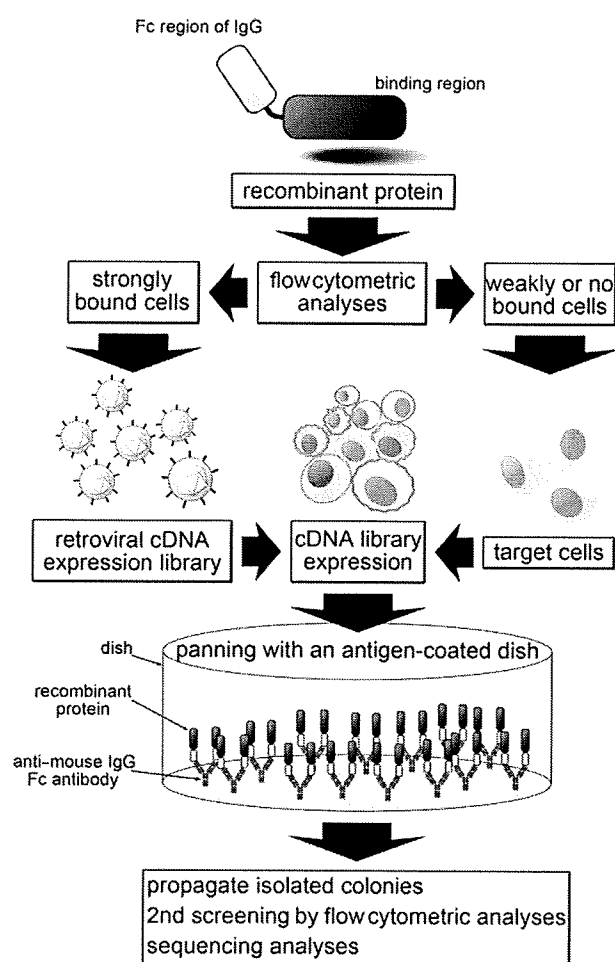 Fc region of IgG
binding region
recombinant protein
strongly
bound cells
flowcytometric
analyses
weakly or no
bound cells
retroviral cDNA
expression library
cDNA library
expression
target cells
dish
panning with an antigen-coated dish
recombinant
protein
anti-mouse IgG
Fc antibody
propagate isolated colonies
2nd screening by flowcytometric analyses
sequencing analyses